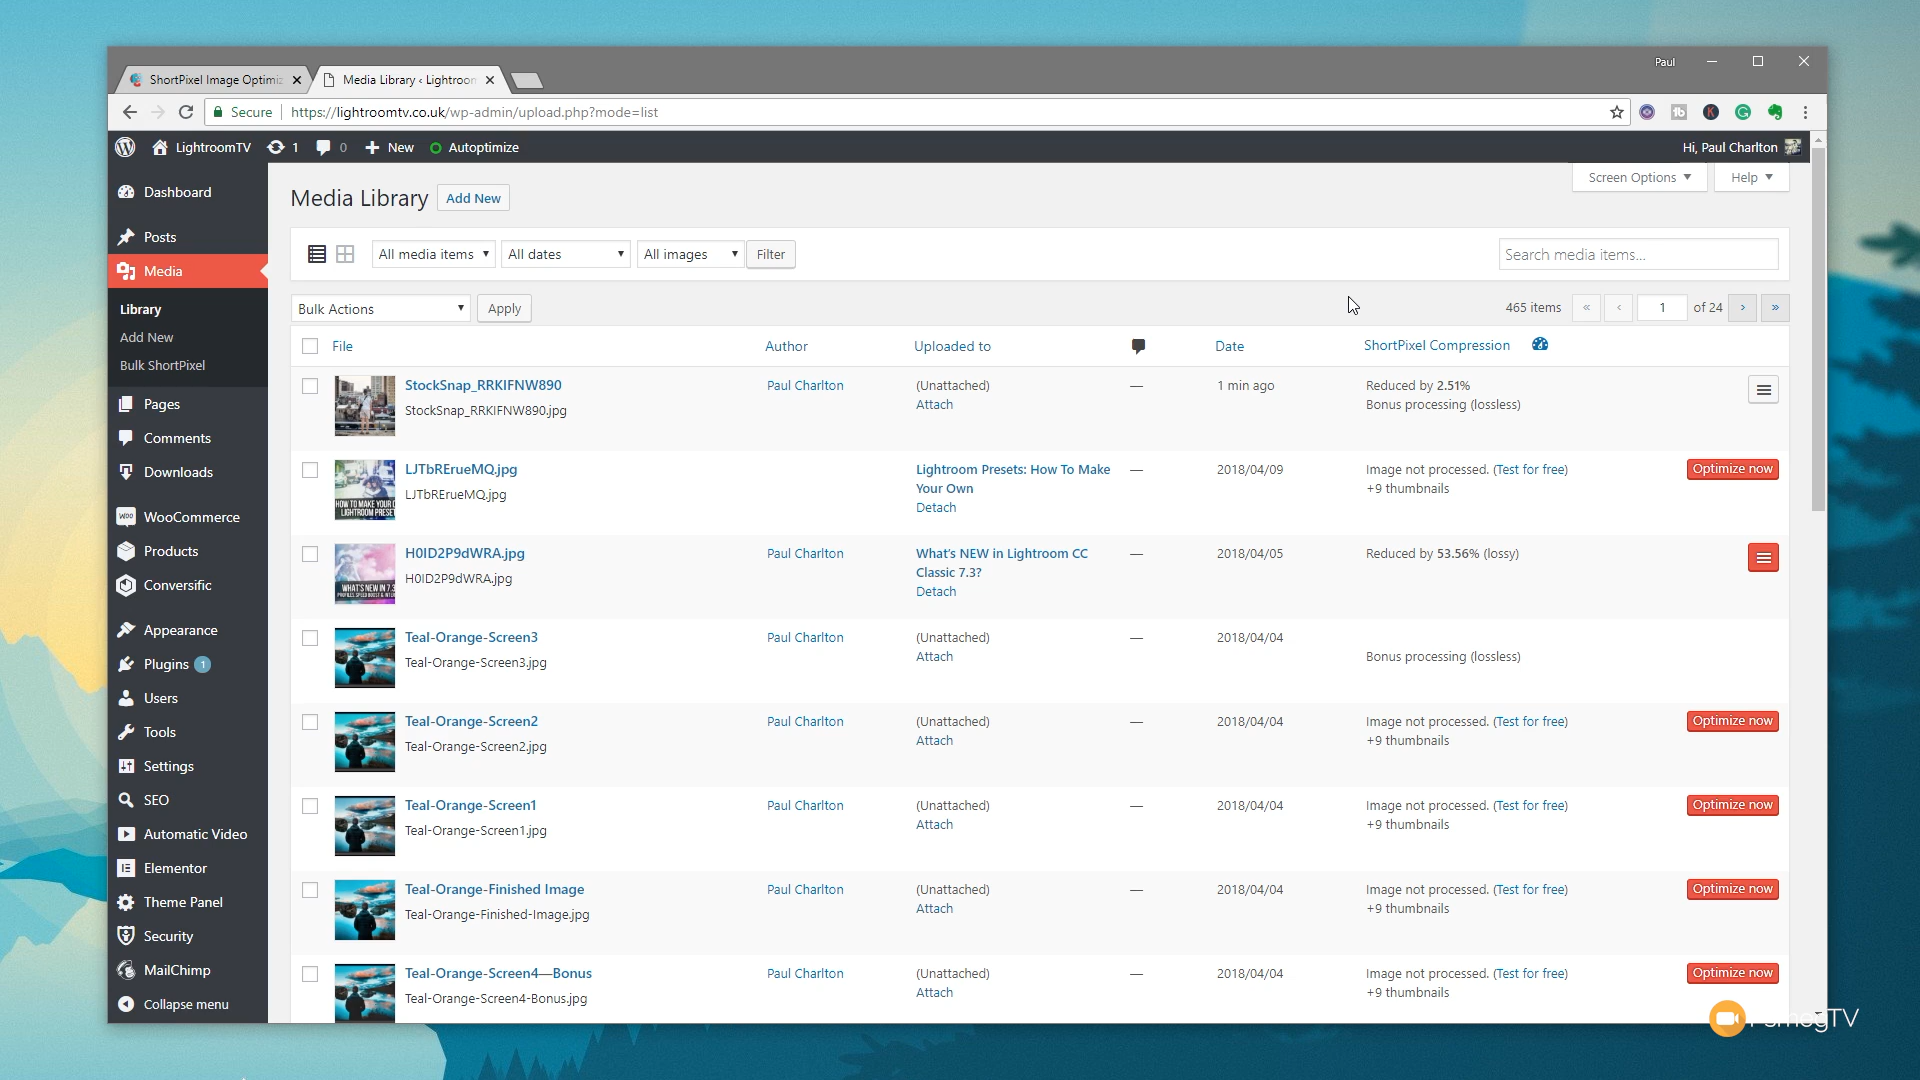 Paul
ShortPixel Image Optimiz
Media Library ‹ Lightroom
Secure https://lightroomtv.co.uk/wp-admin/upload.php?mode=list
LightroomTV 1 0 New Autoptimize Hi, Paul Charlton
Screen Options Help
Dashboard
Posts
Media
Library
Add New
Bulk ShortPixel
Pages
Comments
Downloads
WooCommerce
Products
Conversific
Appearance
Plugins 1
Users
Tools
Settings
SEO
Automatic Video
Elementor
Theme Panel
Security
MailChimp
Collapse menu
Media Library Add New
All media items All dates All images Filter Search media items...
Bulk Actions Apply 465 items « ‹ 1 of 24 › »
File Author Uploaded to Date ShortPixel Compression
StockSnap_RRKIFNW890 Paul Charlton (Unattached) — 1 min ago Reduced by 2.51%
StockSnap_RRKIFNW890.jpg Attach Bonus processing (lossless)
LJTbRErueMQ.jpg Lightroom Presets: How To Make — 2018/04/09 Image not processed. (Test for free) Optimize now
LJTbRErueMQ.jpg Your Own +9 thumbnails
Detach
HOW TO MAKE YOUR
LIGHTROOM PRESE
H0ID2P9dWRA.jpg Paul Charlton What's NEW in Lightroom CC — 2018/04/05 Reduced by 53.56% (lossy)
H0ID2P9dWRA.jpg Classic 7.3?
Detach
WHAT'S NEW IN 7.3
Teal-Orange-Screen3 Paul Charlton (Unattached) — 2018/04/04
Teal-Orange-Screen3.jpg Attach Bonus processing (lossless)
Teal-Orange-Screen2 Paul Charlton (Unattached) — 2018/04/04 Image not processed. (Test for free) Optimize now
Teal-Orange-Screen2.jpg Attach +9 thumbnails
Teal-Orange-Screen1 Paul Charlton (Unattached) — 2018/04/04 Image not processed. (Test for free) Optimize now
Teal-Orange-Screen1.jpg Attach +9 thumbnails
Teal-Orange-Finished Image Paul Charlton (Unattached) — 2018/04/04 Image not processed. (Test for free) Optimize now
Teal-Orange-Finished-Image.jpg Attach +9 thumbnails
Teal-Orange-Screen4—Bonus Paul Charlton (Unattached) — 2018/04/04 Image not processed. (Test for free) Optimize now
Teal-Orange-Screen4-Bonus.jpg Attach +9 thumbnails